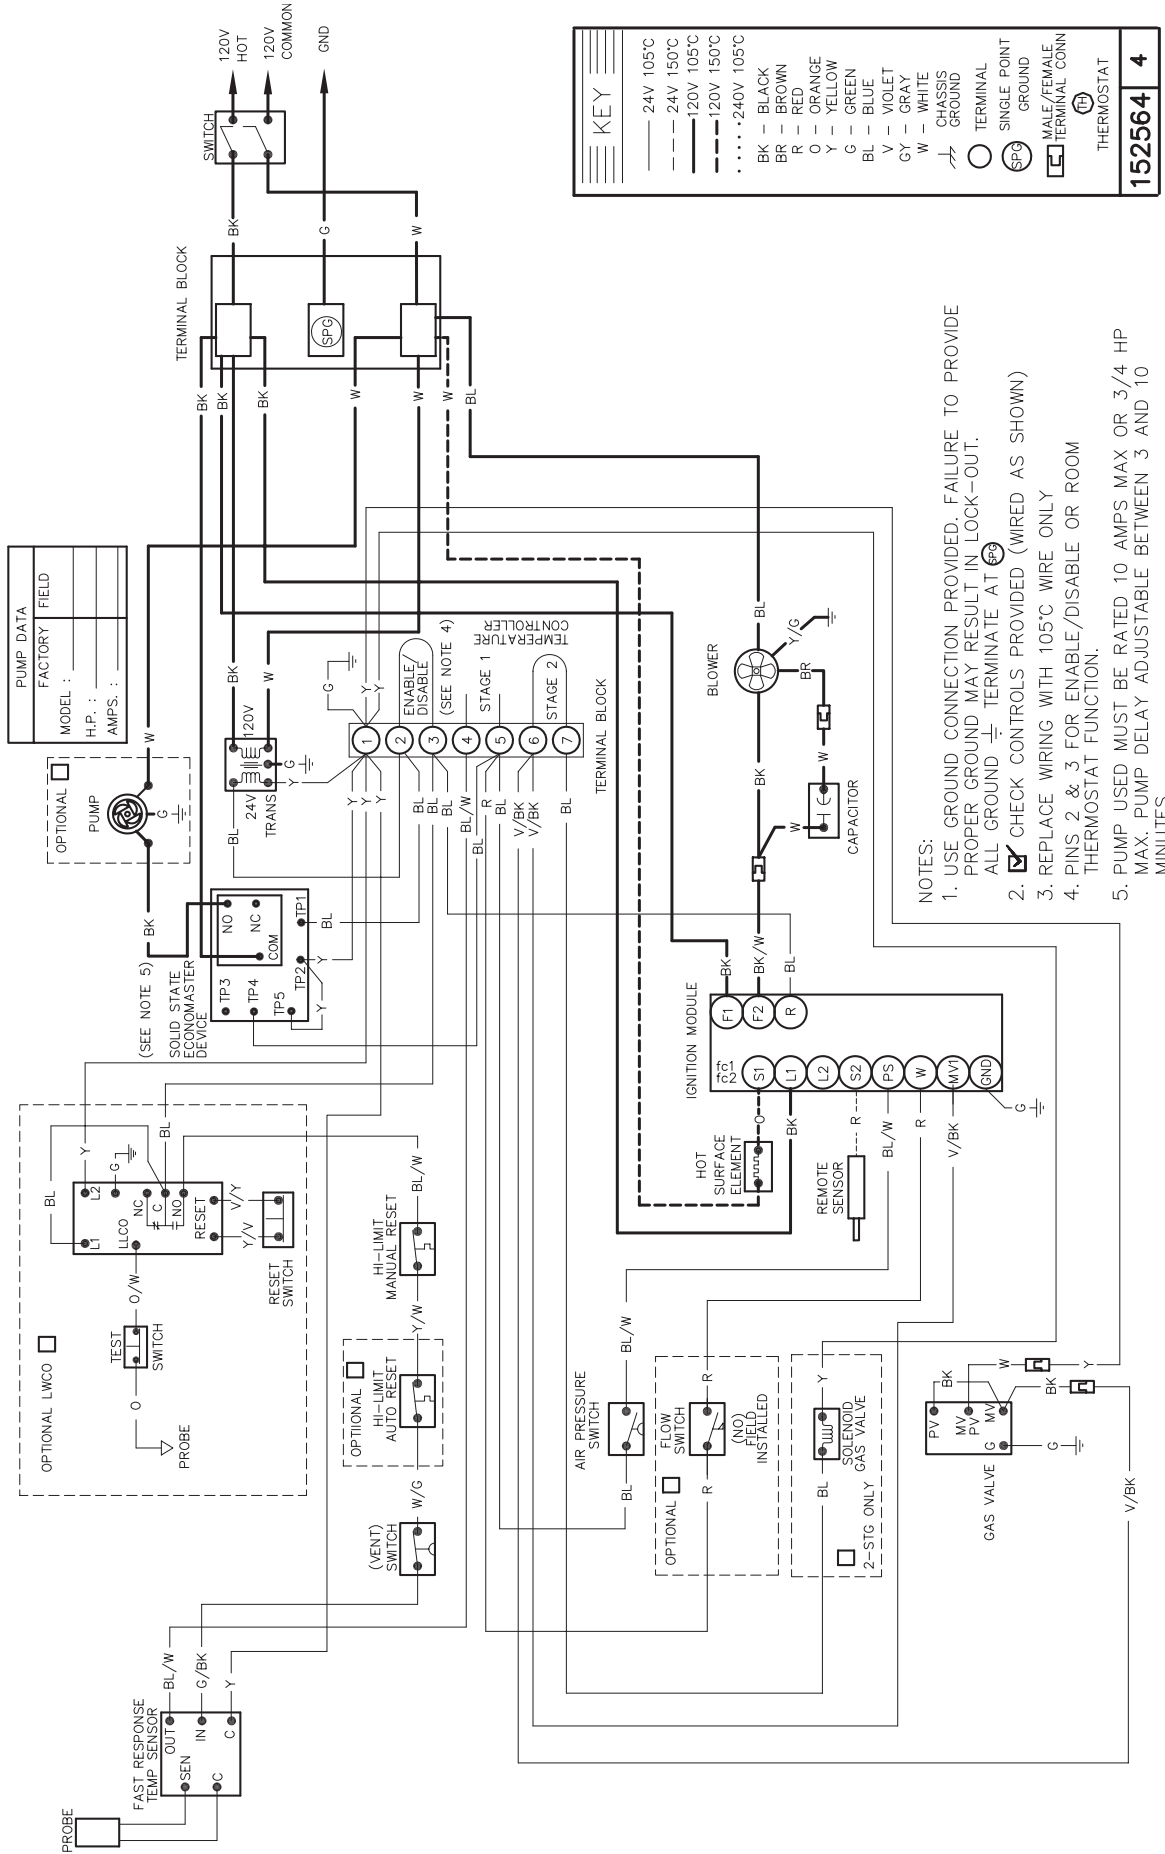 PUMP DATA
FACTORY FIELD
MODEL :
H.P. :
AMPS. :
120V
HOT
120V
COMMON
GND
SWITCH
BK
G
W
TERMINAL BLOCK
SPG
BK
BK
BK
W
W
W
BL
KEY
24V 105°C
24V 150°C
120V 105°C
120V 150°C
240V 105°C
BK – BLACK
BR – BROWN
R – RED
O – ORANGE
Y – YELLOW
G – GREEN
BL – BLUE
V – VIOLET
GY – GRAY
W – WHITE
CHASSIS
GROUND
TERMINAL
SPG
SINGLE POINT
GROUND
MALE/FEMALE
TERMINAL CONN
TH
THERMOSTAT
152564 4
OPTIONAL
PUMP
G
W
BK
(SEE NOTE 5)
SOLID STATE
ECONOMASTER
DEVICE
NO
NC
COM
TP1
TP2
TP3
TP4
TP5
BL
Y
Y
BK
W
120V
24V
TRANS
G
Y
BL
G
Y
Y
ENABLE/
DISABLE
(SEE NOTE 4)
STAGE 1
STAGE 2
TEMPERATURE
CONTROLLER
1
2
3
4
5
6
7
TERMINAL BLOCK
Y
Y
Y
BL
BL
BL
BL/W
BL
R
BL
V/BK
V/BK
BL
OPTIONAL LWCO
BL
Y
G
BL
L1
L2
LLCO
NC
C
NO
RESET
V/Y
Y/V
RESET
SWITCH
O/W
TEST
SWITCH
O
PROBE
BL/W
HI-LIMIT
MANUAL RESET
Y/W
OPTIIONAL
HI-LIMIT
AUTO RESET
W/G
(VENT)
SWITCH
FAST RESPONSE
TEMP SENSOR
OUT
IN
C
SEN
C
BL/W
G/BK
Y
PROBE
BLOWER
BL
Y/G
BR
BK
W
W
CAPACITOR
IGNITION MODULE
BK
BK/W
BL
F1
F2
R
fc1
fc2
S1
L1
L2
S2
PS
W
MV1
GND
O
BK
R
BL/W
R
V/BK
G
HOT
SURFACE
ELEMENT
REMOTE
SENSOR
AIR PRESSURE
SWITCH
BL/W
BL
OPTIONAL
FLOW
SWITCH
R
R
(NO)
FIELD
INSTALLED
Y
BL
SOLENOID
GAS VALVE
2-STG ONLY
GAS VALVE
PV
MV
PV
MV
G
BK
W
BK
Y
G
V/BK
NOTES:
1. USE GROUND CONNECTION PROVIDED. FAILURE TO PROVIDE
PROPER GROUND MAY RESULT IN LOCK-OUT.
ALL GROUND TERMINATE AT SPG
2. CHECK CONTROLS PROVIDED (WIRED AS SHOWN)
3. REPLACE WIRING WITH 105°C WIRE ONLY
4. PINS 2 & 3 FOR ENABLE/DISABLE OR ROOM
THERMOSTAT FUNCTION.
5. PUMP USED MUST BE RATED 10 AMPS MAX OR 3/4 HP
MAX. PUMP DELAY ADJUSTABLE BETWEEN 3 AND 10
MINUTES